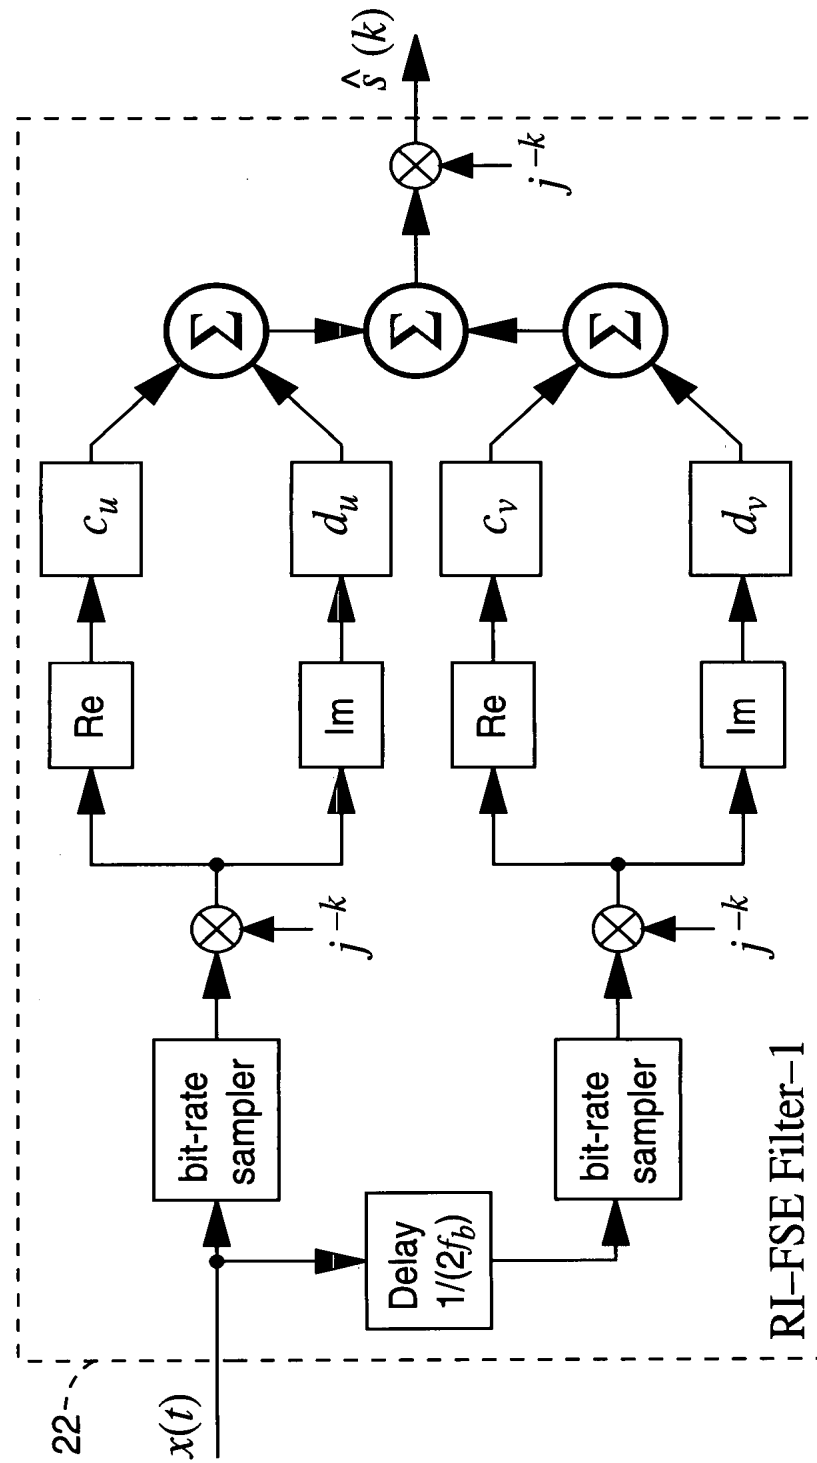 22
x(t)
bit-rate
sampler
j⁻ᵏ
Re
c_u
Im
d_u
Σ
Delay
1/(2f_b)
bit-rate
sampler
j⁻ᵏ
Re
c_v
Im
d_v
Σ
Σ
j⁻ᵏ
ŝ (k)
RI–FSE Filter–1